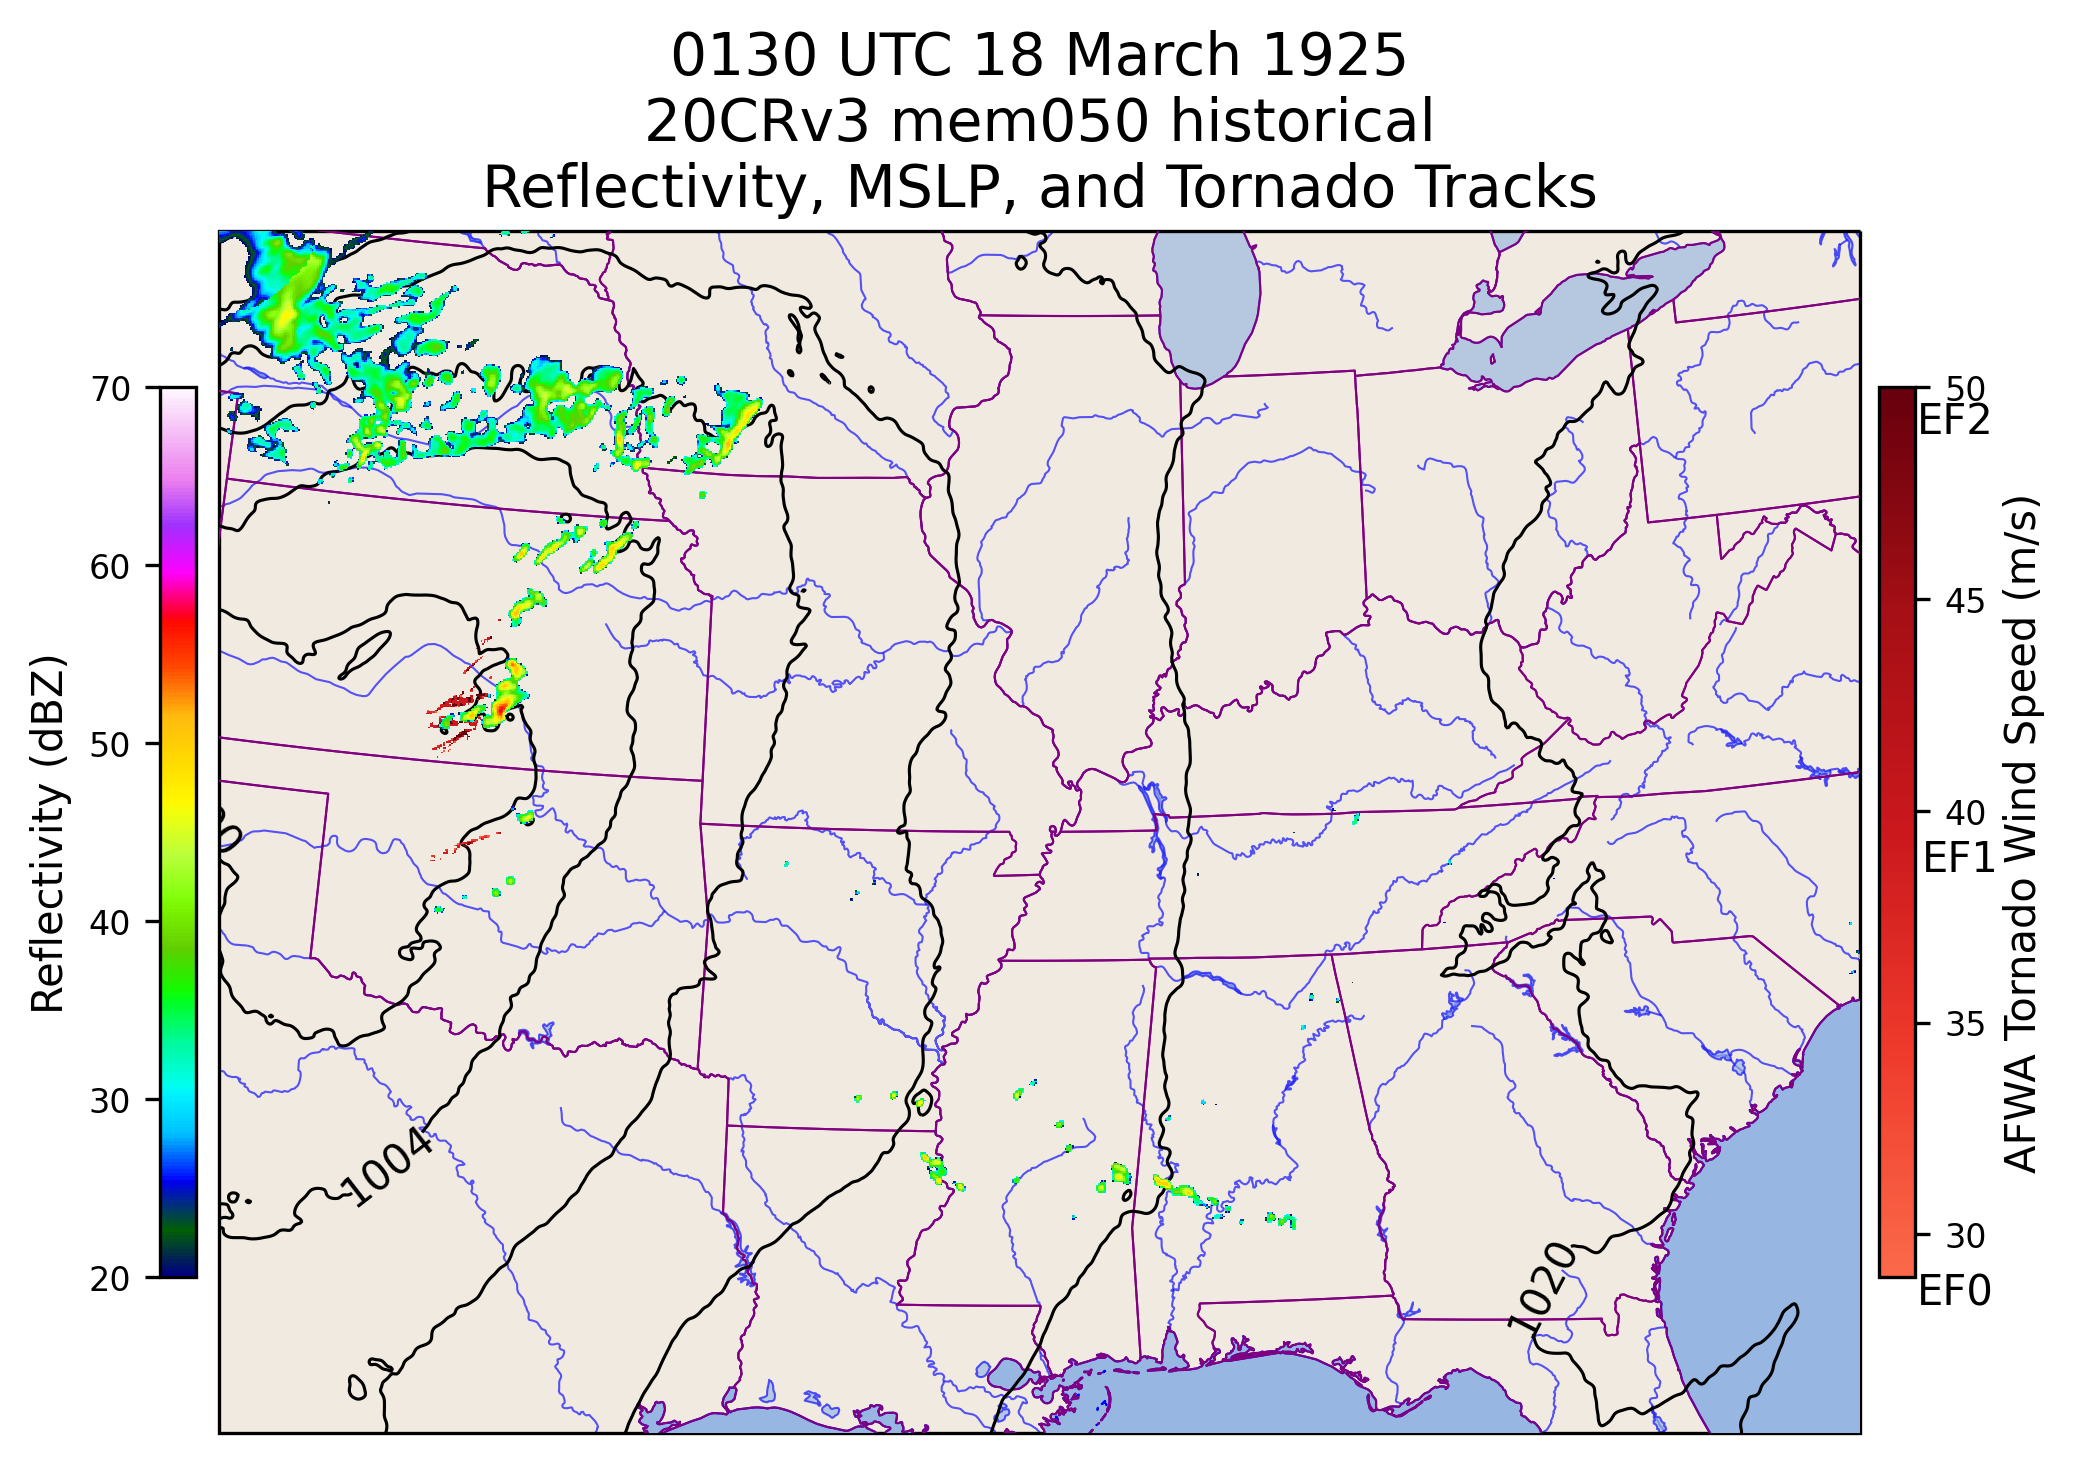 0130 UTC 18 March 1925
20CRv3 mem050 historical
Reflectivity, MSLP, and Tornado Tracks
Reflectivity (dBZ)
70
60
50
40
30
20
1004
1020
50
EF2
45
40
EF1
35
30
EF0
AFWA Tornado Wind Speed (m/s)